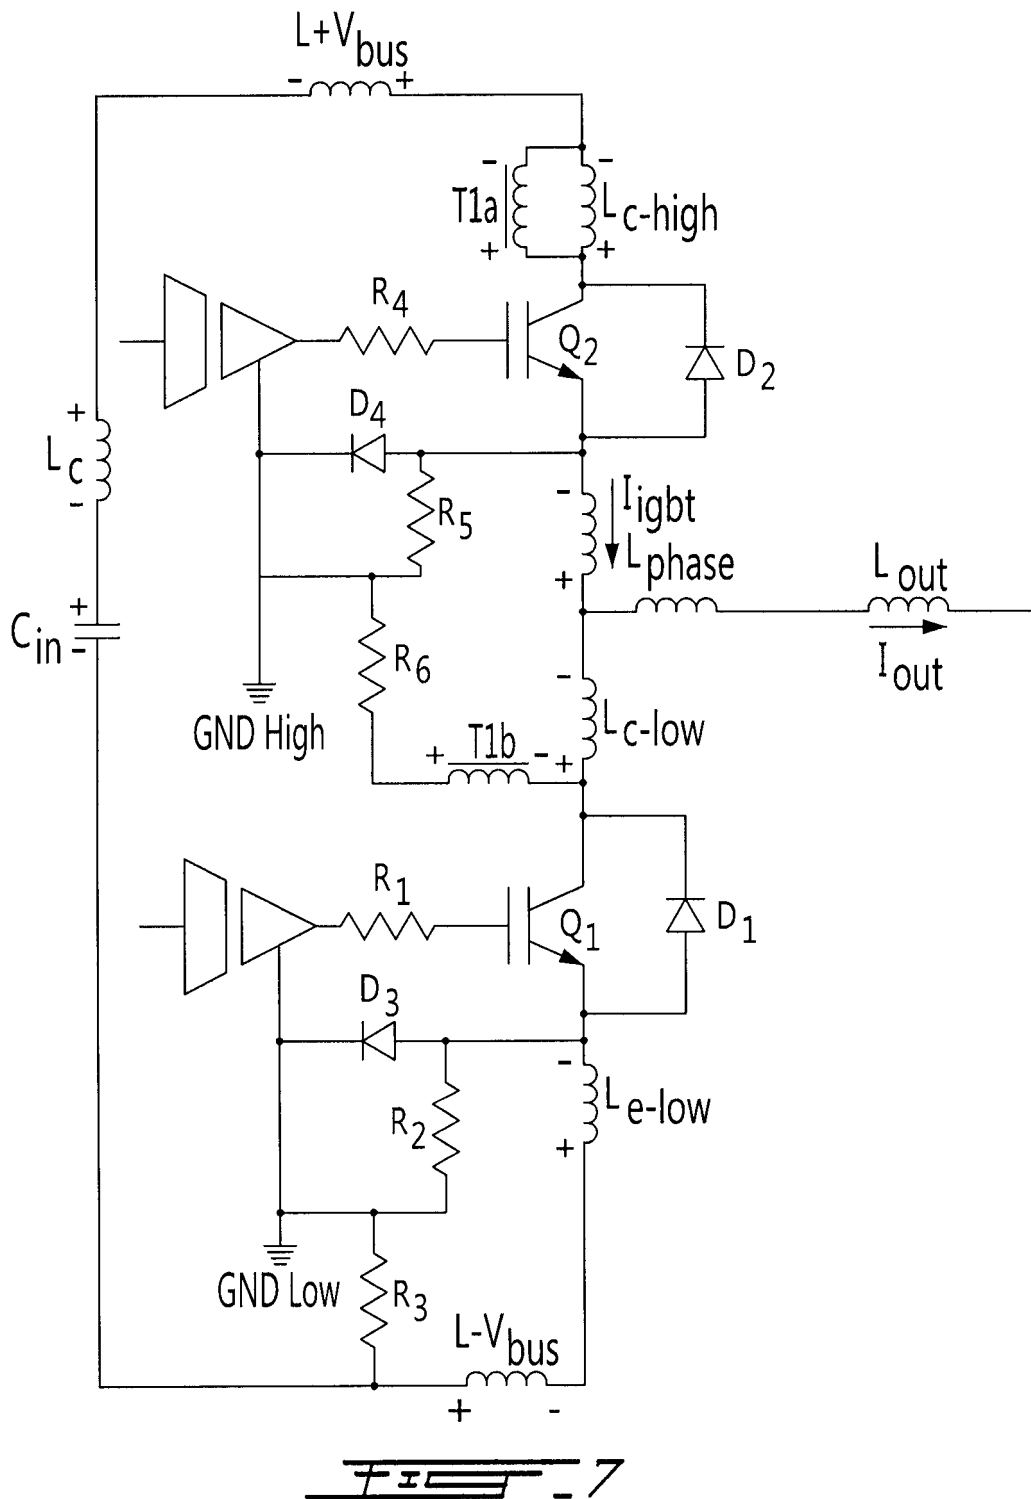 L+Vbus
- +
- -
T1a Lc-high
+ +
R4
Q2
D2
D4
+
Lc
-
R5
- Iigbt
Lphase
+
Lout
Iout
+
Cin
-
R6
GND High
-
Lc-low
T1b
+ - +
R1
Q1
D1
D3
-
Le-low
+
R2
GND Low
R3
L-Vbus
+ -
FIG_7